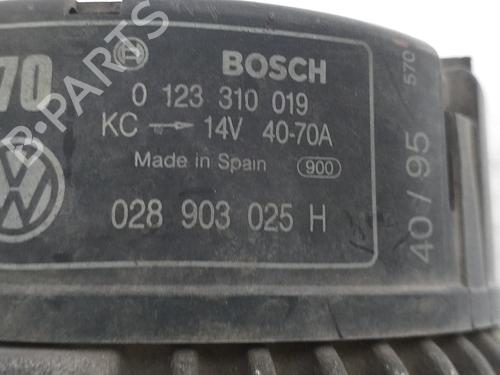 70
BOSCH
0 123 310 019
KC → 14V 40-70A
Made in Spain 900
028 903 025 H
40 / 95
570
B-PARTS